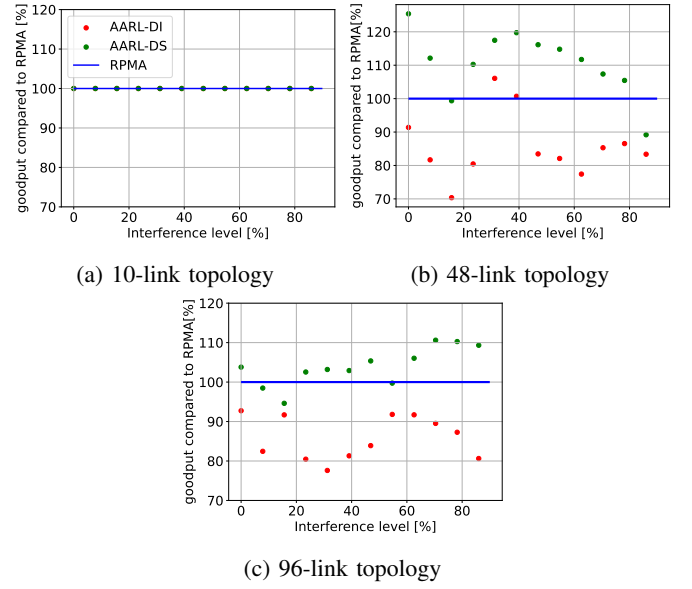 120
110
100
90
80
70
goodput compared to RPMA[%]
AARL-DI
AARL-DS
RPMA
0 20 40 60 80
Interference level [%]
(a) 10-link topology
120
110
100
90
80
70
goodput compared to RPMA [%]
0 20 40 60 80
Interference level [%]
(b) 48-link topology
120
110
100
90
80
70
goodput compared to RPMA[%]
0 20 40 60 80
Interference level [%]
(c) 96-link topology